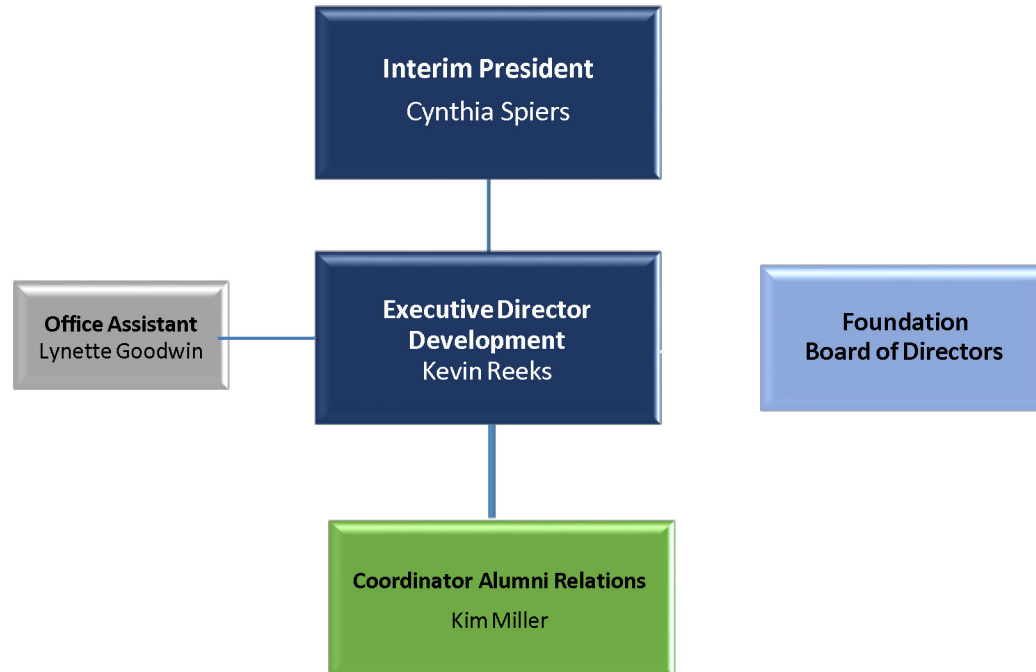 Interim President
Cynthia Spiers
Executive Director
Development
Kevin Reeks
Office Assistant
Lynette Goodwin
Foundation
Board of Directors
Coordinator Alumni Relations
Kim Miller